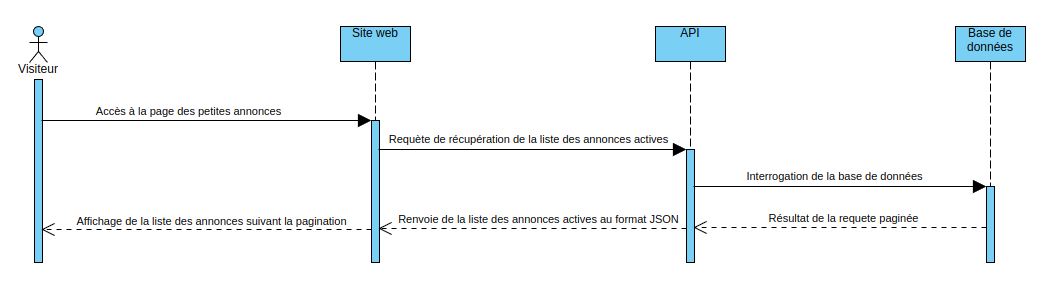 Visiteur
Site web
API
Base de
données
Accès à la page des petites annonces
Requète de récupération de la liste des annonces actives
Interrogation de la base de données
Résultat de la requete paginée
Renvoie de la liste des annonces actives au format JSON
Affichage de la liste des annonces suivant la pagination